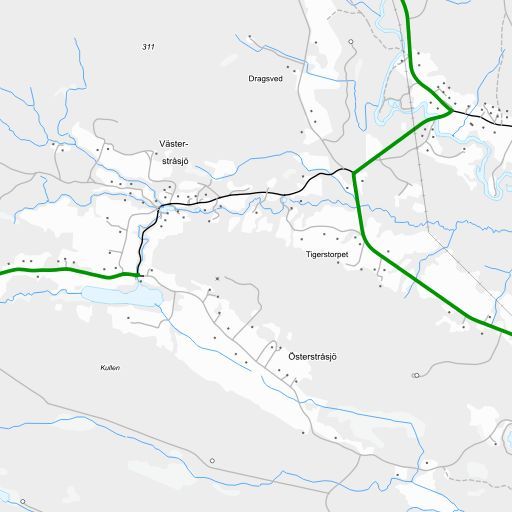 311
Dragsved
Väster-
stråsjö
Tigerstorpet
Österstråsjö
Kullen